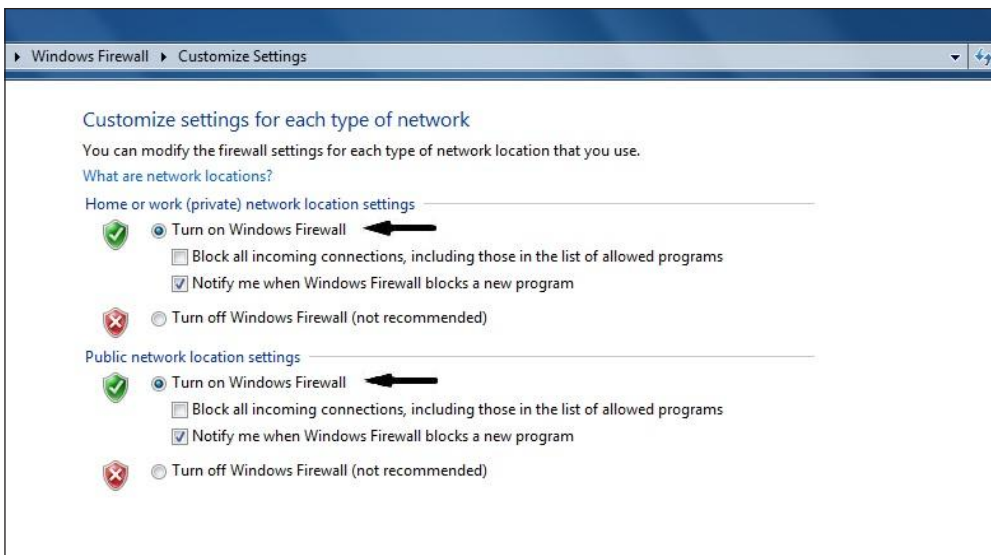 Windows Firewall Customize Settings
Customize settings for each type of network
You can modify the firewall settings for each type of network location that you use.
What are network locations?
Home or work (private) network location settings
Turn on Windows Firewall
Block all incoming connections, including those in the list of allowed programs
Notify me when Windows Firewall blocks a new program
Turn off Windows Firewall (not recommended)
Public network location settings
Turn on Windows Firewall
Block all incoming connections, including those in the list of allowed programs
Notify me when Windows Firewall blocks a new program
Turn off Windows Firewall (not recommended)